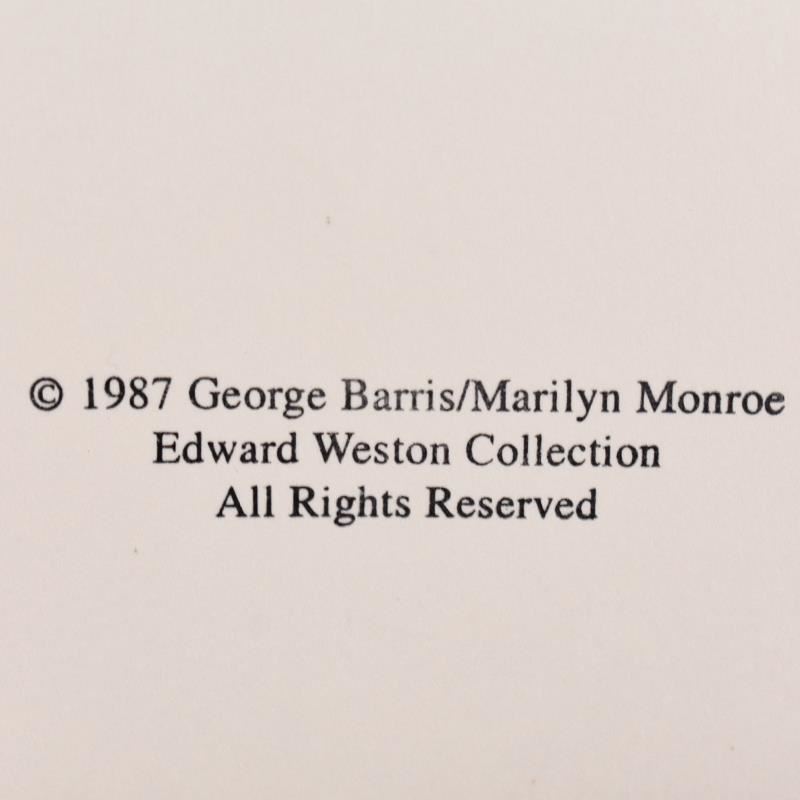 © 1987 George Barris/Marilyn Monroe
Edward Weston Collection
All Rights Reserved